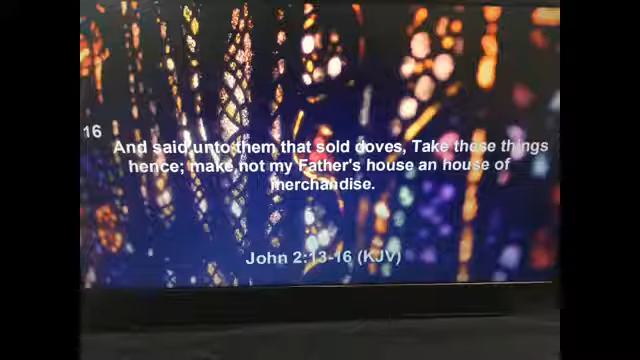 16
And said unto them that sold doves, Take these things
hence; make not my Father's house an house of
merchandise.
John 2:13-16 (KJV)